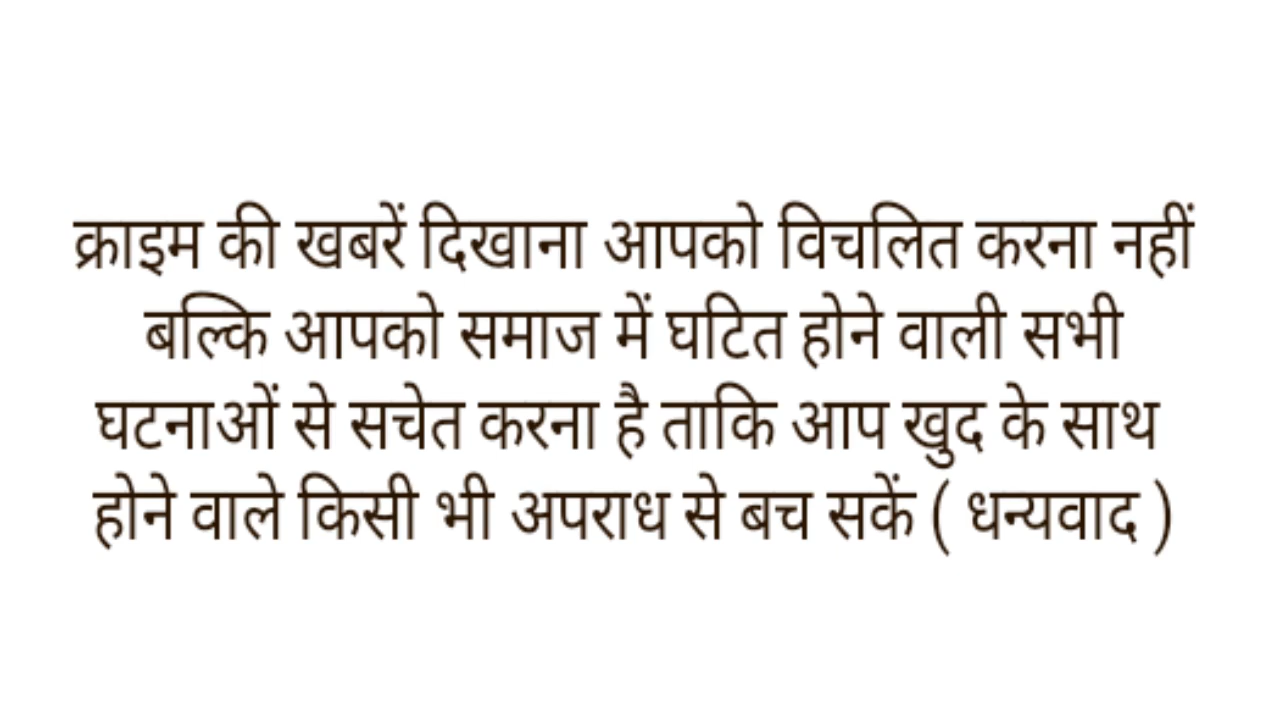 क्राइम की खबरें दिखाना आपको विचलित करना नहीं
बल्कि आपको समाज में घटित होने वाली सभी
घटनाओं से सचेत करना है ताकि आप खुद के साथ
होने वाले किसी भी अपराध से बच सकें ( धन्यवाद )